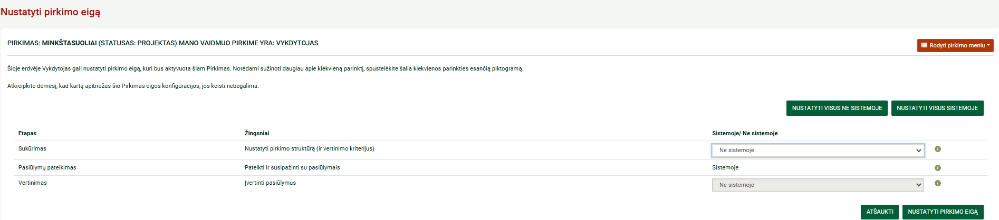 Nustatyti pirkimo eigą
PIRKIMAS: MINKŠTASUOLIAI (STATUSAS: PROJEKTAS) MANO VAIDMUO PIRKIME YRA: VYKDYTOJAS
Rodyti pirkimo meniu
Šioje erdvėje Vykdytojas gali nustatyti pirkimo eigą, kuri bus aktyvuota šiam Pirkimas. Norėdami sužinoti daugiau apie kiekvieną parinktį, spustelėkite šalia kiekvienos parinkties esančią piktogramą.
Atkreipkite dėmesį, kad kartą apibrėžus šio Pirkimas eigos konfigūracijos, jos keisti nebegalima.
NUSTATYTI VISUS NE SISTEMOJE NUSTATYTI VISUS SISTEMOJE
Etapas Žingsniai Sistemoje/ Ne sistemoje
Sukūrimas Nustatyti pirkimo struktūrą (ir vertinimo kriterijus) Ne sistemoje
Pasiūlymų pateikimas Pateikti ir susipažinti su pasiūlymais Sistemoje
Vertinimas Įvertinti pasiūlymus Ne sistemoje
ATŠAUKTI NUSTATYTI PIRKIMO EIGĄ